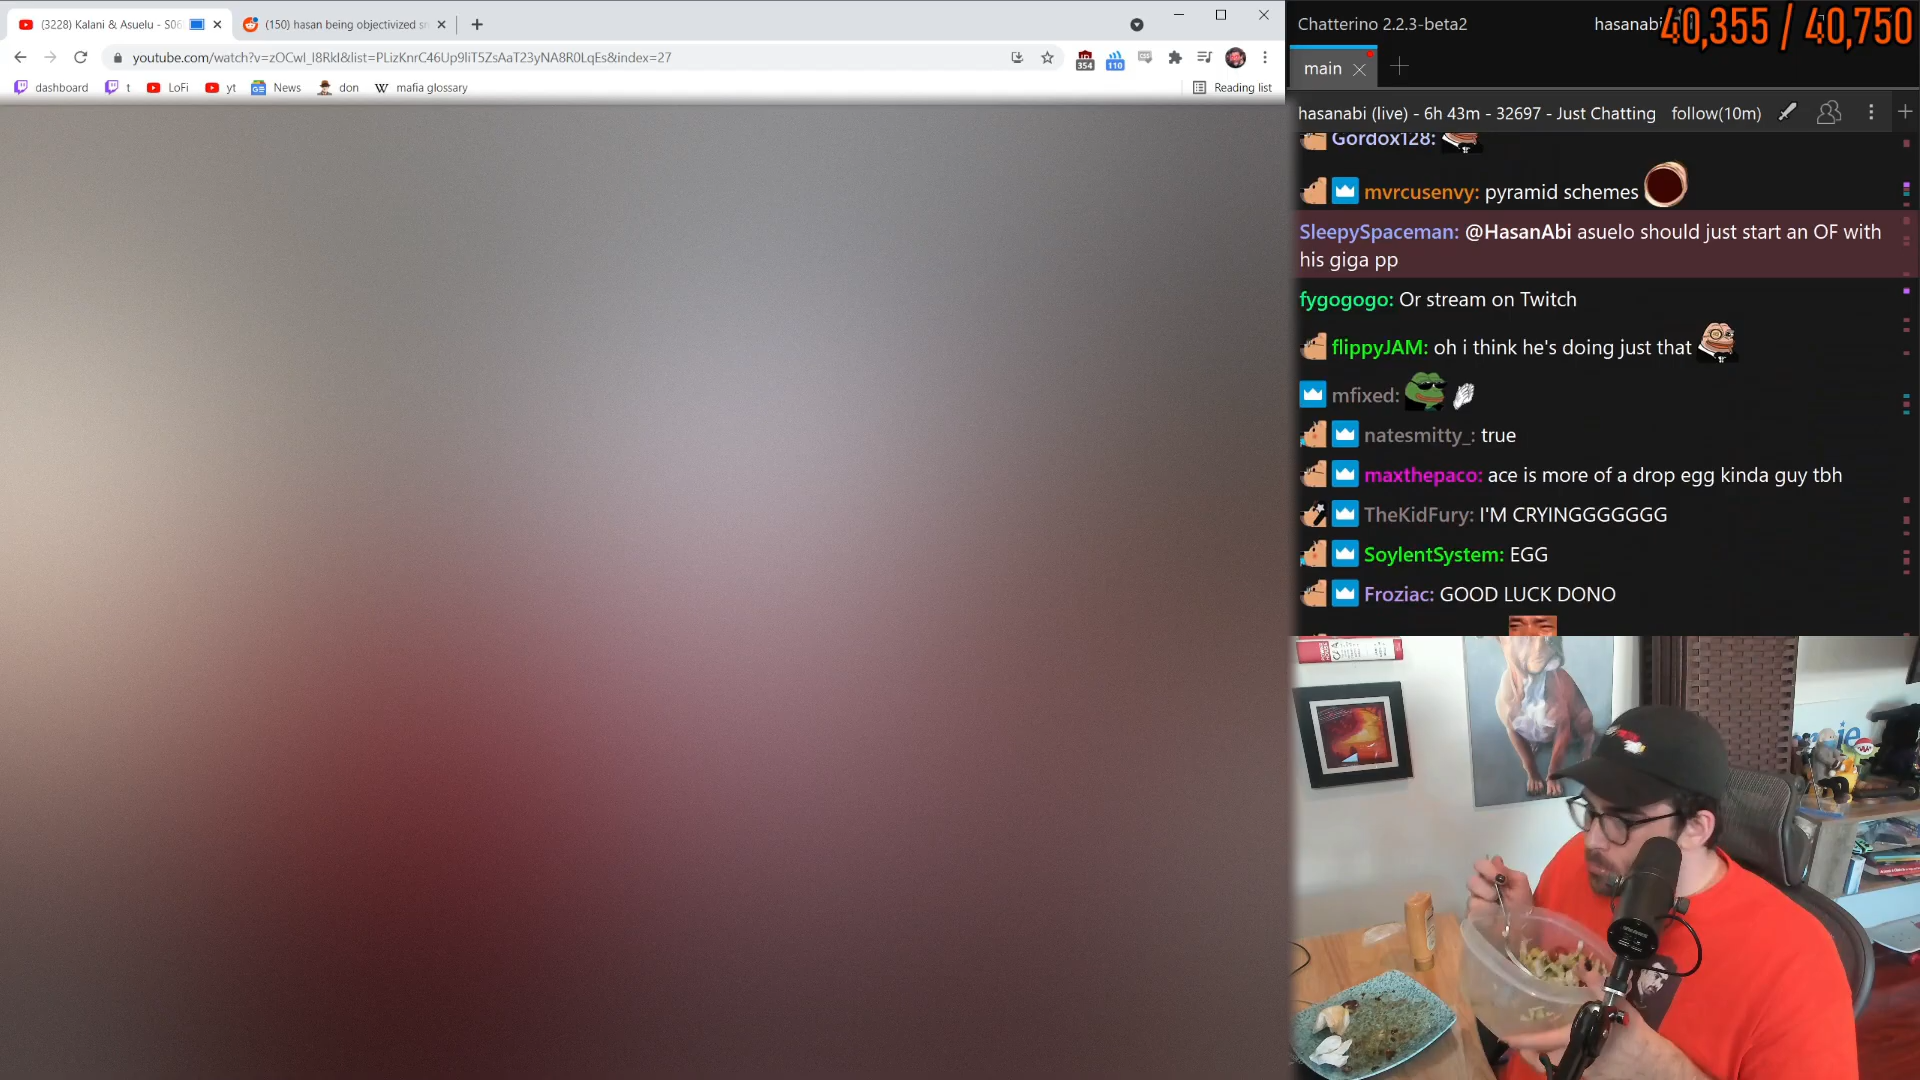 (3228) Kalani & Asuelu - S06
(150) hasan being objectivized
youtube.com/watch?v=zOCwI_I8RkI&list=PLizKnrC46Up9IiT5ZsAaT23yNA8R0LqEs&index=27
354
110
dashboard
t
LoFi
yt
News
don
mafia glossary
Reading list
Chatterino 2.2.3-beta2
hasanabi
40,355 / 40,750
main
hasanabi (live) - 6h 43m - 32697 - Just Chatting follow(10m)
Gordox128:
mvrcusenvy: pyramid schemes
SleepySpaceman: @HasanAbi asuelo should just start an OF with
his giga pp
fygogogo: Or stream on Twitch
flippyJAM: oh i think he's doing just that
mfixed:
natesmitty_: true
maxthepaco: ace is more of a drop egg kinda guy tbh
TheKidFury: I'M CRYINGGGGGGG
SoylentSystem: EGG
Froziac: GOOD LUCK DONO